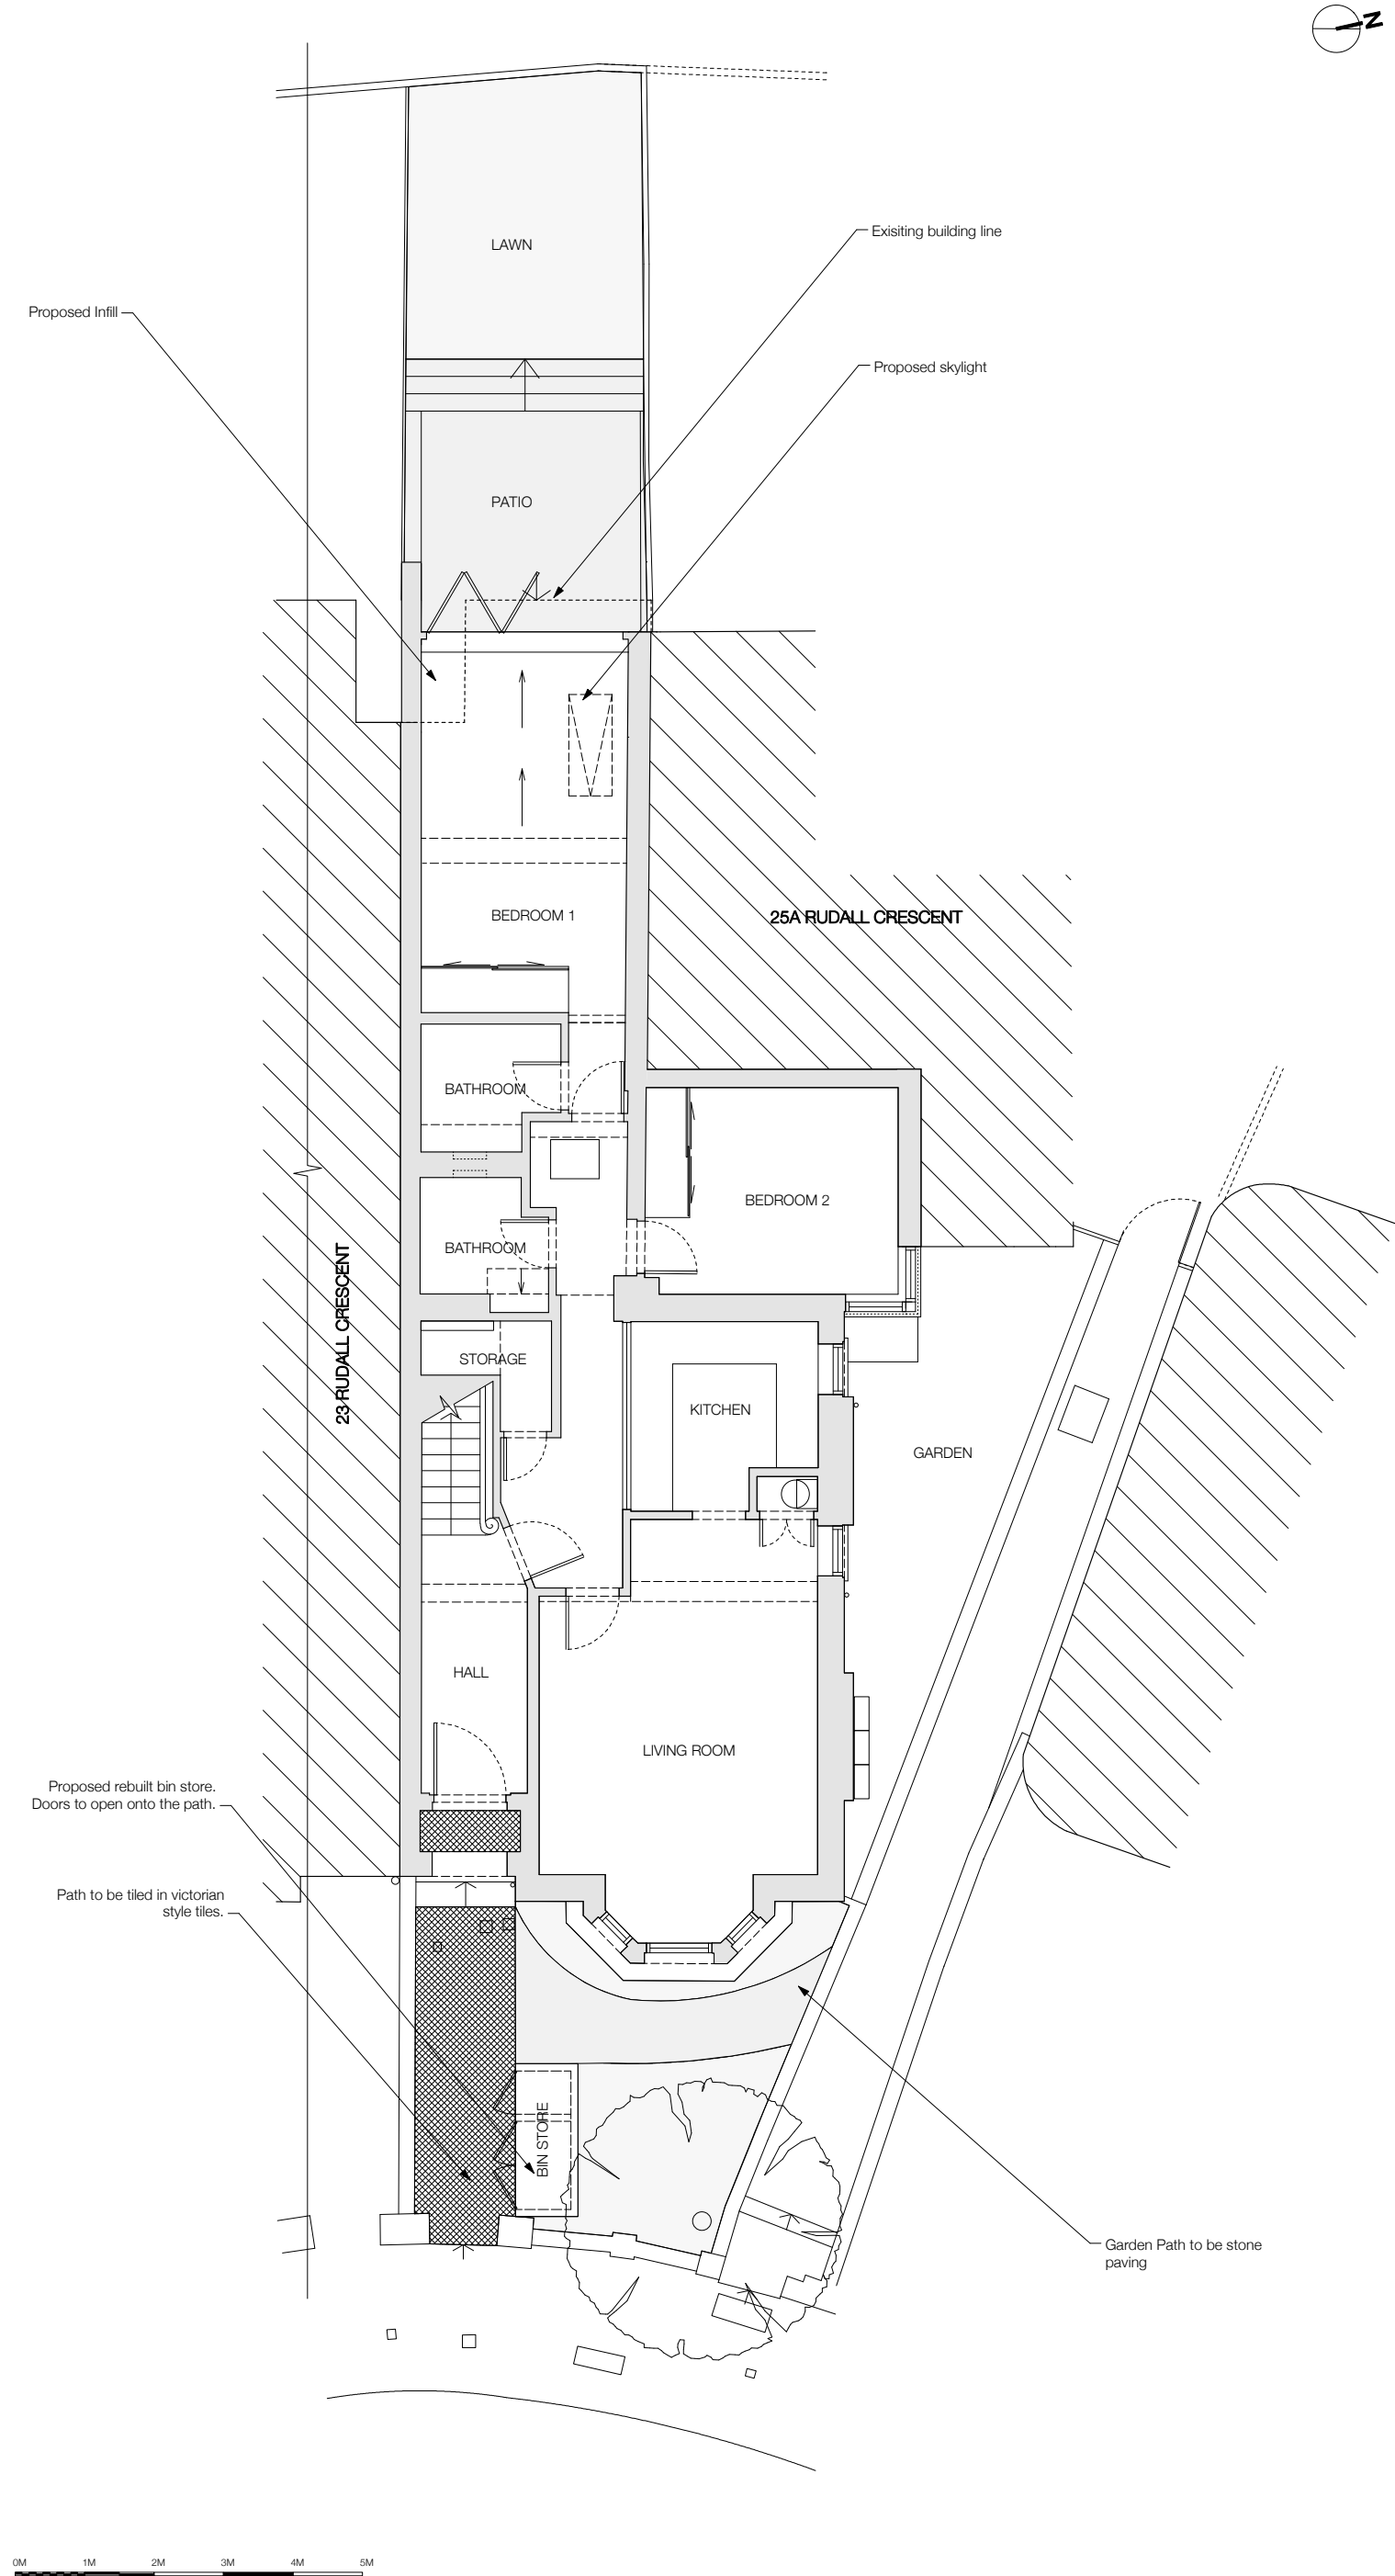 N
LAWN
Exisiting building line
Proposed Infill
Proposed skylight
PATIO
BEDROOM 1
25A RUDALL CRESCENT
BATHROOM
BEDROOM 2
BATHROOM
23 RUDALL CRESCENT
STORAGE
KITCHEN
GARDEN
HALL
LIVING ROOM
Proposed rebuilt bin store.
Doors to open onto the path.
Path to be tiled in victorian
style tiles.
BIN STORE
Garden Path to be stone
paving
0M 1M 2M 3M 4M 5M